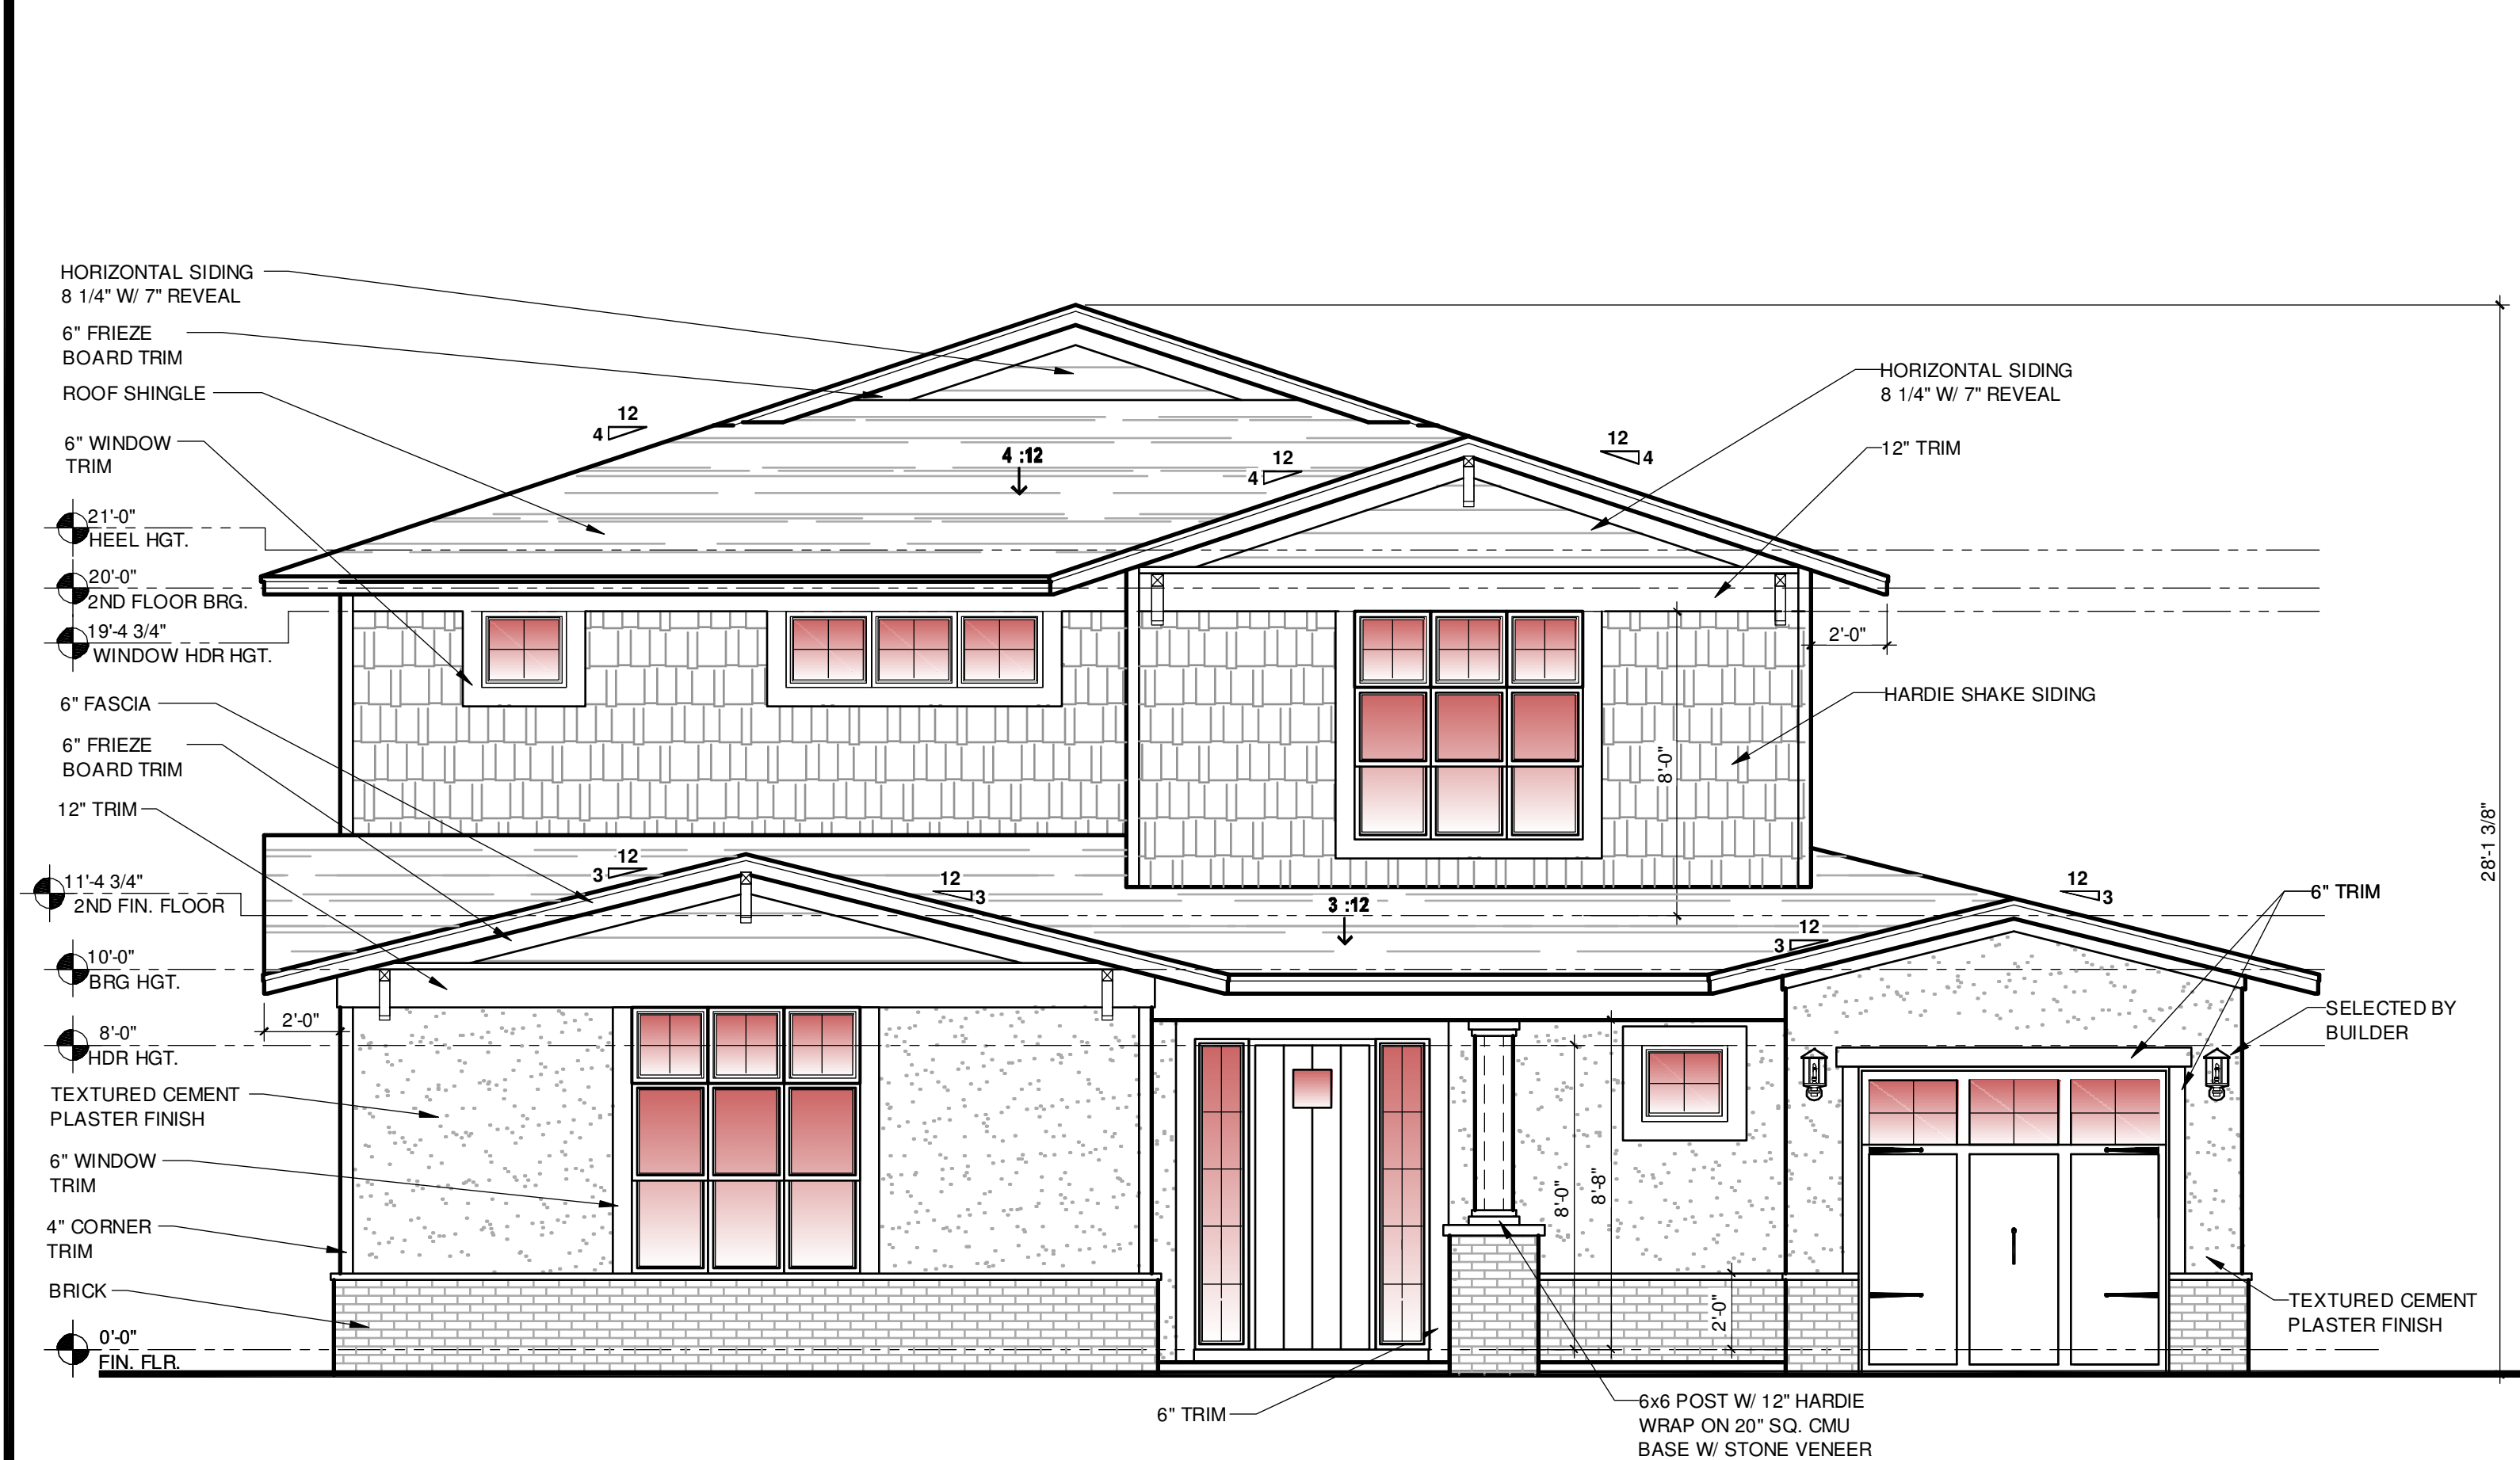 HORIZONTAL SIDING
8 1/4" W/ 7" REVEAL
6" FRIEZE
BOARD TRIM
ROOF SHINGLE
6" WINDOW
TRIM
21'-0"
HEEL HGT.
20'-0"
2ND FLOOR BRG.
19'-4 3/4"
WINDOW HDR HGT.
6" FASCIA
6" FRIEZE
BOARD TRIM
12" TRIM
11'-4 3/4"
2ND FIN. FLOOR
10'-0"
BRG HGT.
2'-0"
8'-0"
HDR HGT.
TEXTURED CEMENT
PLASTER FINISH
6" WINDOW
TRIM
4" CORNER
TRIM
BRICK
0'-0"
FIN. FLR.
12
4
4 :12
12
4
12
4
12
3
12
3
3 :12
12
3
12
3
8'-0"
2'-0"
8'-0"
8'-8"
2'-0"
6" TRIM
6x6 POST W/ 12" HARDIE
WRAP ON 20" SQ. CMU
BASE W/ STONE VENEER
HORIZONTAL SIDING
8 1/4" W/ 7" REVEAL
12" TRIM
HARDIE SHAKE SIDING
6" TRIM
SELECTED BY
BUILDER
TEXTURED CEMENT
PLASTER FINISH
28'-1 3/8"